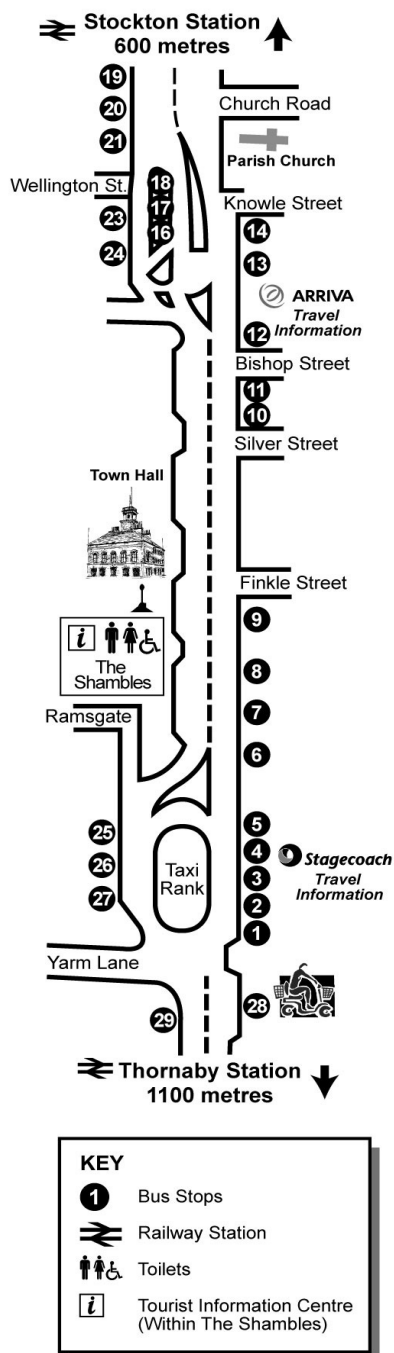 Stockton Station
600 metres
19
20
21
Church Road
Parish Church
Wellington St.
18
17
16
Knowle Street
23
24
14
13
ARRIVA
Travel
Information
12
Bishop Street
11
10
Silver Street
Town Hall
Finkle Street
9
i
The
Shambles
8
7
Ramsgate
6
25
26
27
Taxi
Rank
5
4
3
2
1
Stagecoach
Travel
Information
Yarm Lane
29
28
Thornaby Station
1100 metres
KEY
1 Bus Stops
Railway Station
Toilets
i Tourist Information Centre
(Within The Shambles)